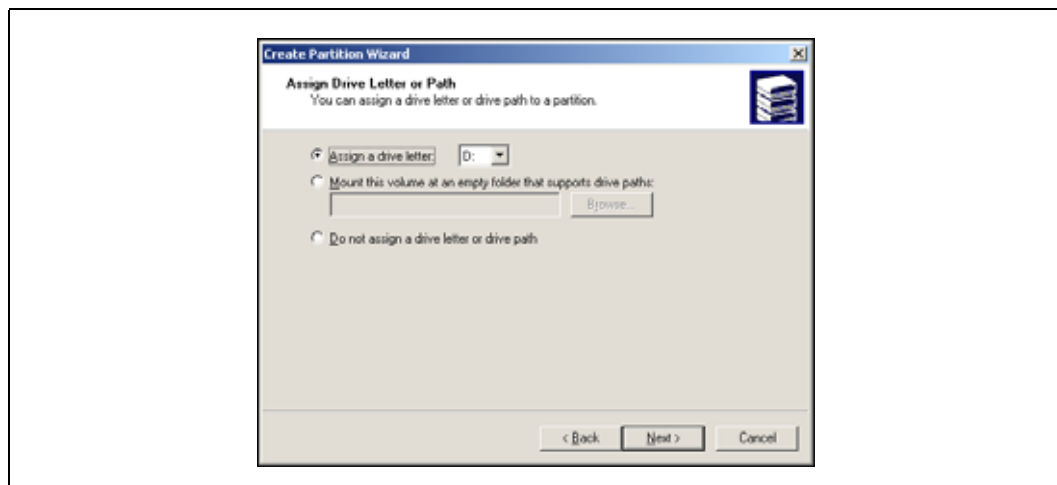 Create Partition Wizard
Assign Drive Letter or Path
You can assign a drive letter or drive path to a partition.
Assign a drive letter: D:
Mount this volume at an empty folder that supports drive paths:
Browse...
Do not assign a drive letter or drive path
< Back Next > Cancel